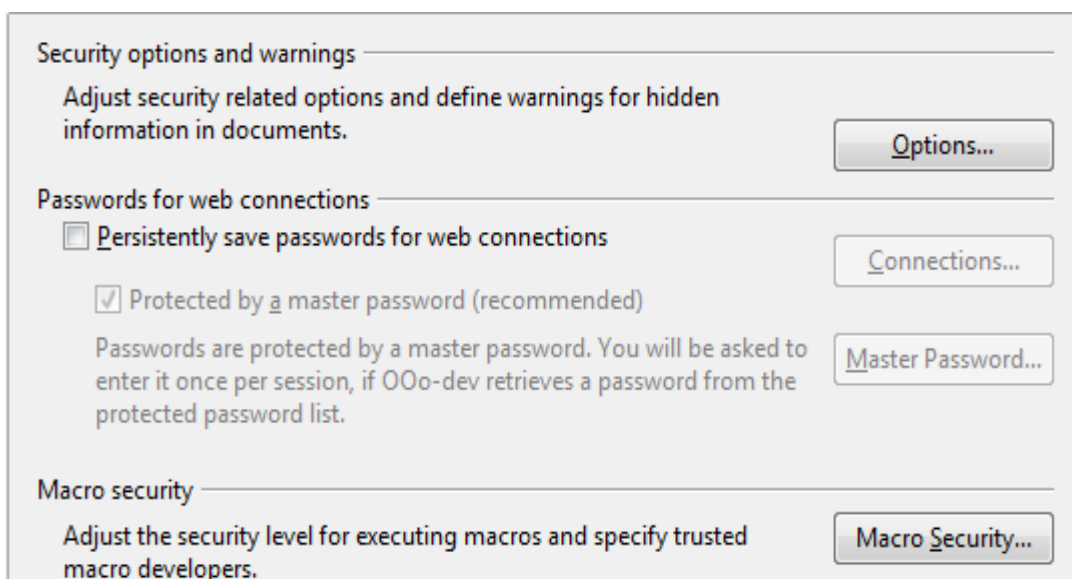 Security options and warnings
Adjust security related options and define warnings for hidden
information in documents.
Options...
Passwords for web connections
Persistently save passwords for web connections
Connections...
Protected by a master password (recommended)
Passwords are protected by a master password. You will be asked to
enter it once per session, if OOo-dev retrieves a password from the
protected password list.
Master Password...
Macro security
Adjust the security level for executing macros and specify trusted
macro developers.
Macro Security...